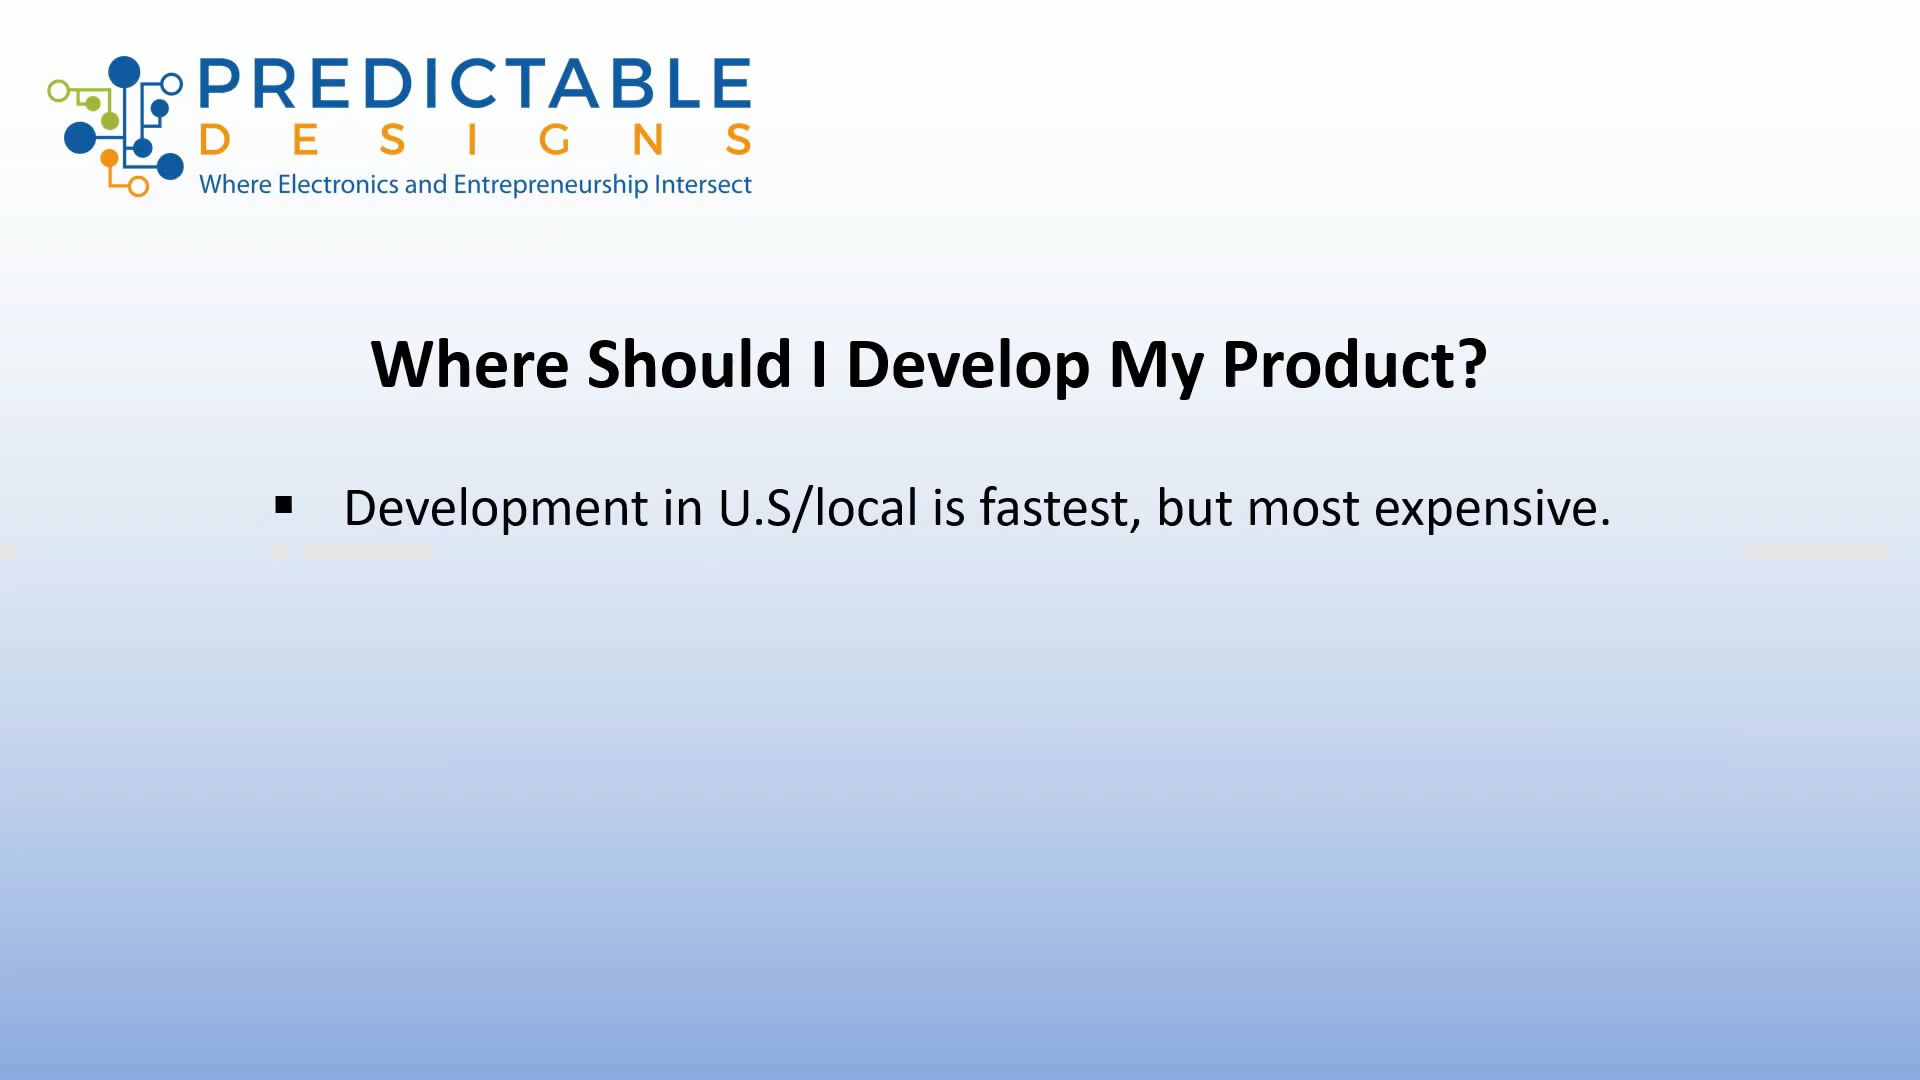 PREDICTABLE
DESIGNS
Where Electronics and Entrepreneurship Intersect
Where Should I Develop My Product?
▪ Development in U.S/local is fastest, but most expensive.